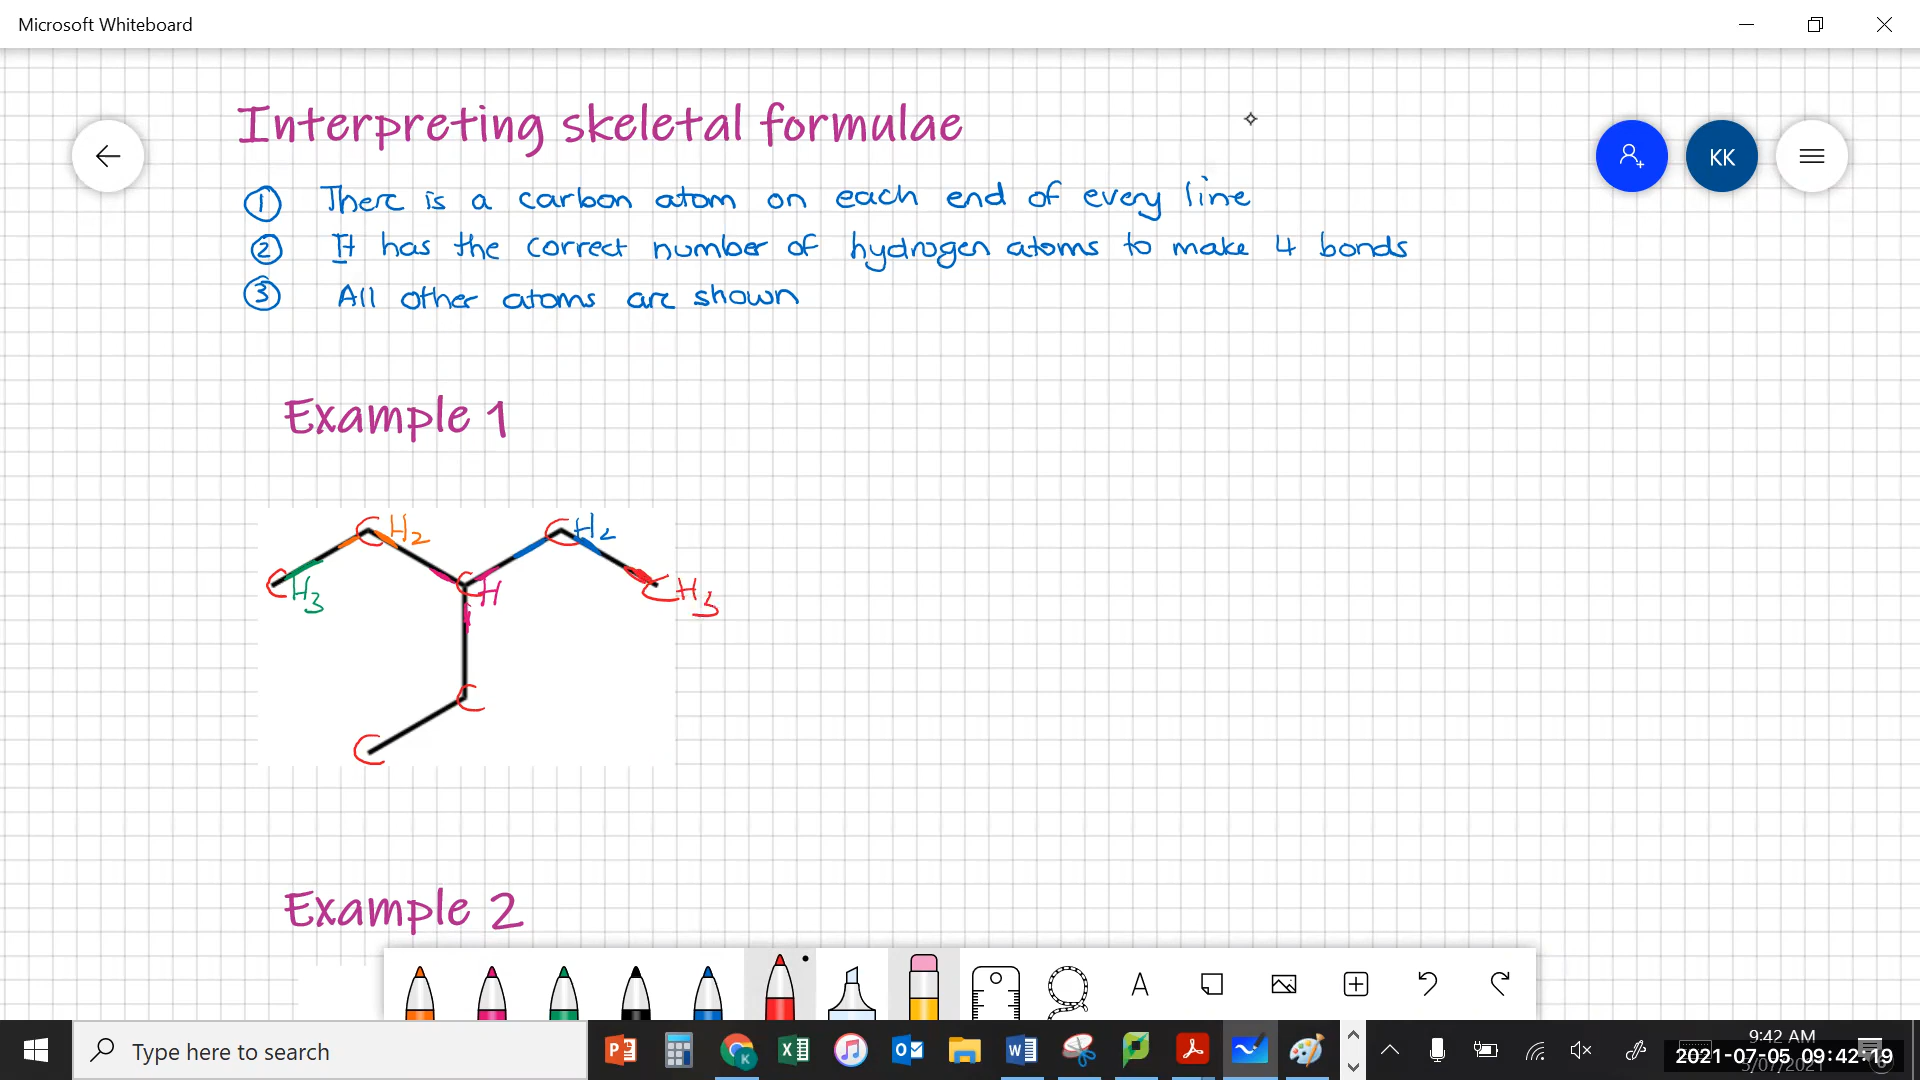 Microsoft Whiteboard
Interpreting skeletal formulae
KK
① There is a carbon atom on each end of every line
② It has the correct number of hydrogen atoms to make 4 bonds
③ All other atoms are shown
Example 1
CH2 CH2
CH3 CH CH3
C
C
Example 2
A
Type here to search
9:42 AM
2021-07-05 09:42:19